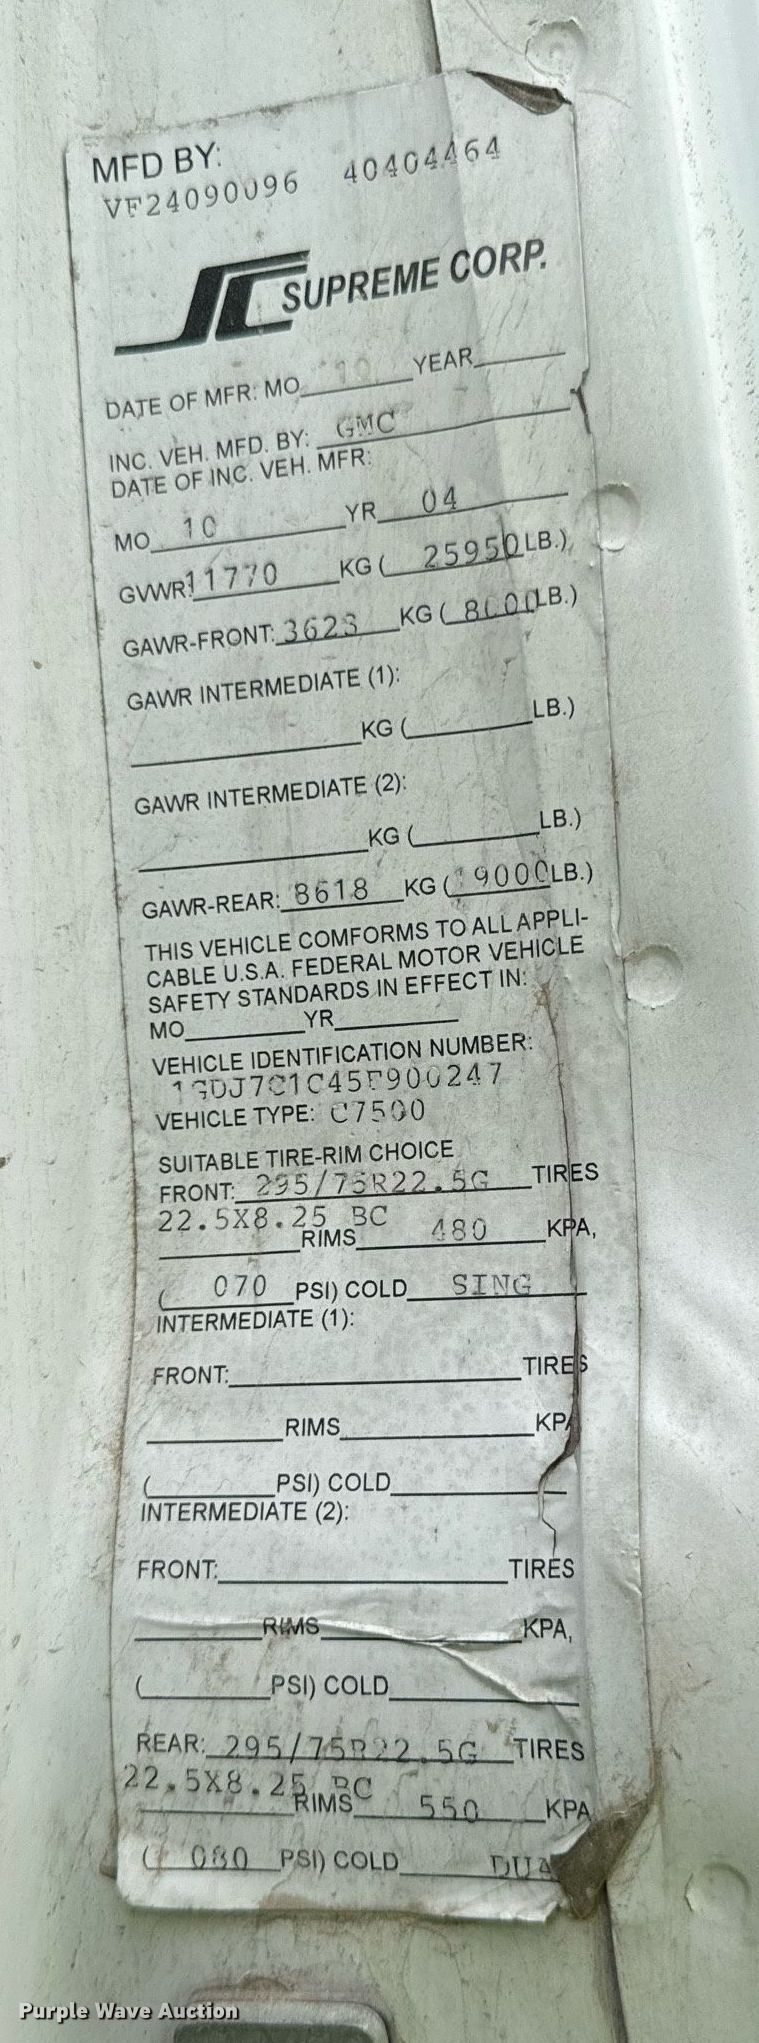 MFD BY:
VF24090096 40404464
SC SUPREME CORP.
DATE OF MFR: MO 10 YEAR
INC. VEH. MFD. BY: GMC
DATE OF INC. VEH. MFR:
MO 10 YR 04
GVWR: 11770 KG ( 25950 LB.)
GAWR-FRONT: 3628 KG ( 8000 LB.)
GAWR INTERMEDIATE (1):
KG ( LB.)
GAWR INTERMEDIATE (2):
KG ( LB.)
GAWR-REAR: 8618 KG ( 19000 LB.)
THIS VEHICLE COMFORMS TO ALL APPLI-
CABLE U.S.A. FEDERAL MOTOR VEHICLE
SAFETY STANDARDS IN EFFECT IN:
MO YR
VEHICLE IDENTIFICATION NUMBER:
VEHICLE TYPE: C7500
SUITABLE TIRE-RIM CHOICE
FRONT: 295/75R22.5G TIRES
22.5X8.25 BC RIMS 480 KPA,
( 070 PSI) COLD SING
INTERMEDIATE (1):
FRONT: TIRES
RIMS KPA
( PSI) COLD
INTERMEDIATE (2):
FRONT: TIRES
RIMS KPA,
( PSI) COLD
REAR: 295/75R22.5G TIRES
22.5X8.25 BC RIMS 550 KPA
( 080 PSI) COLD DUA
Purple Wave Auction